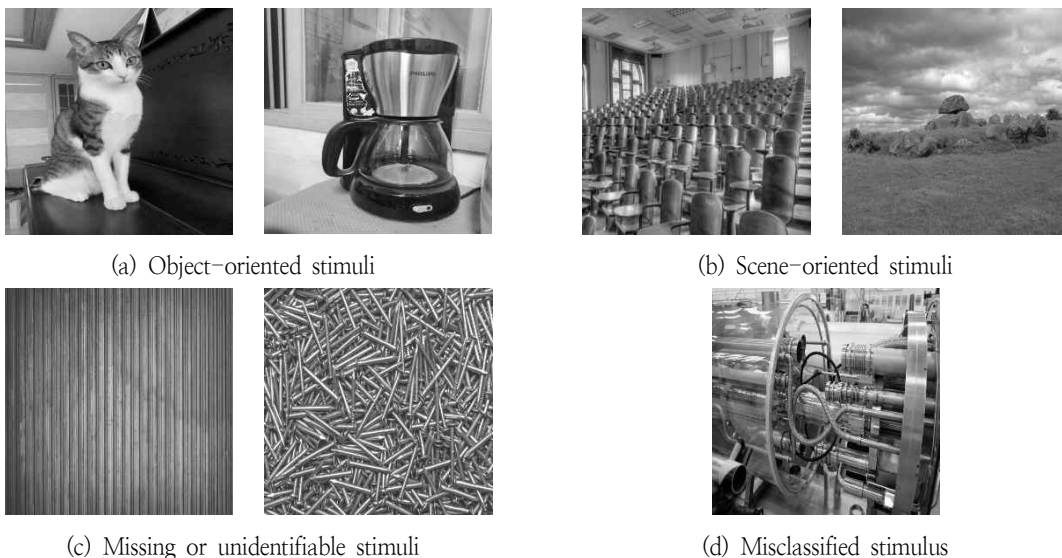 PHILIPS
(a) Object-oriented stimuli
(b) Scene-oriented stimuli
(c) Missing or unidentifiable stimuli
(d) Misclassified stimulus